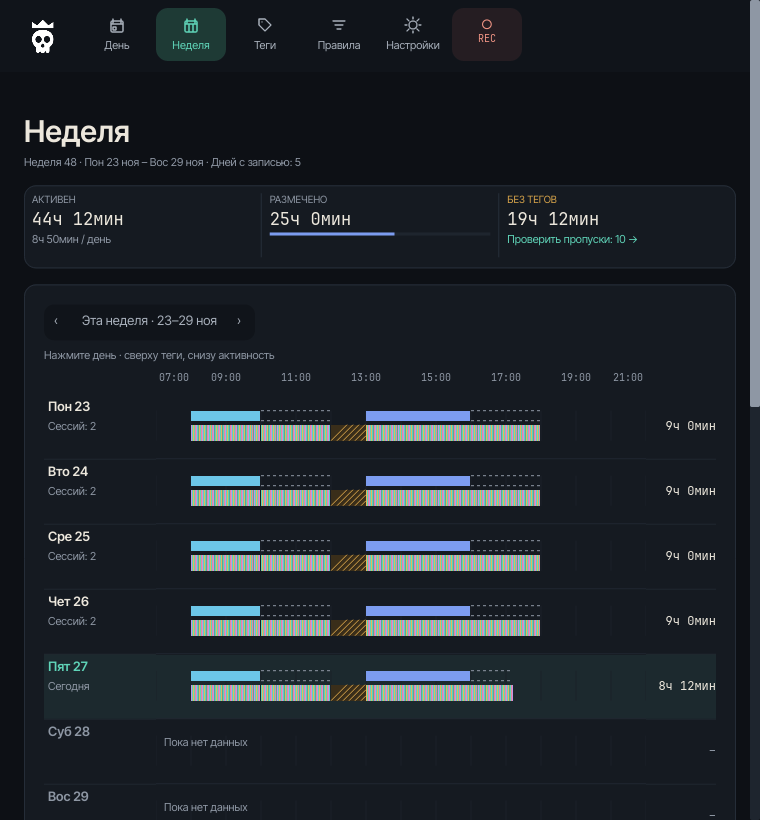 День
Неделя
Теги
Правила
Настройки
REC
Неделя
Неделя 48 · Пон 23 ноя – Вос 29 ноя · Дней с записью: 5
АКТИВЕН
44ч 12мин
8ч 50мин / день
РАЗМЕЧЕНО
25ч 0мин
БЕЗ ТЕГОВ
19ч 12мин
Проверить пропуски: 10 →
‹ Эта неделя · 23–29 ноя ›
Нажмите день · сверху теги, снизу активность
07:00 09:00 11:00 13:00 15:00 17:00 19:00 21:00
Пон 23
Сессий: 2
9ч 0мин
Вто 24
Сессий: 2
9ч 0мин
Сре 25
Сессий: 2
9ч 0мин
Чет 26
Сессий: 2
9ч 0мин
Пят 27
Сегодня
8ч 12мин
Суб 28
Пока нет данных
–
Вос 29
Пока нет данных
–